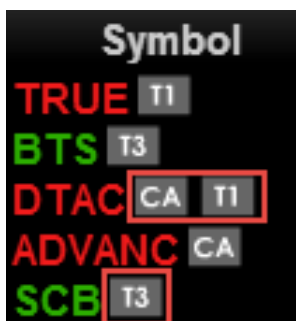 Symbol
TRUE T1
BTS T3
DTAC CA T1
ADVANC CA
SCB T3